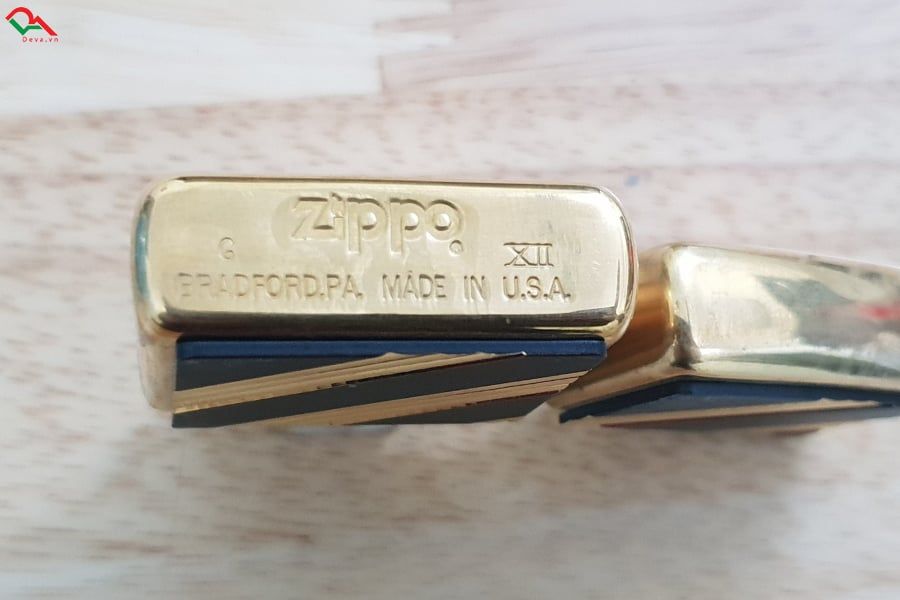 Deva.vn
Zippo
G XII
BRADFORD.PA. MADE IN U.S.A.